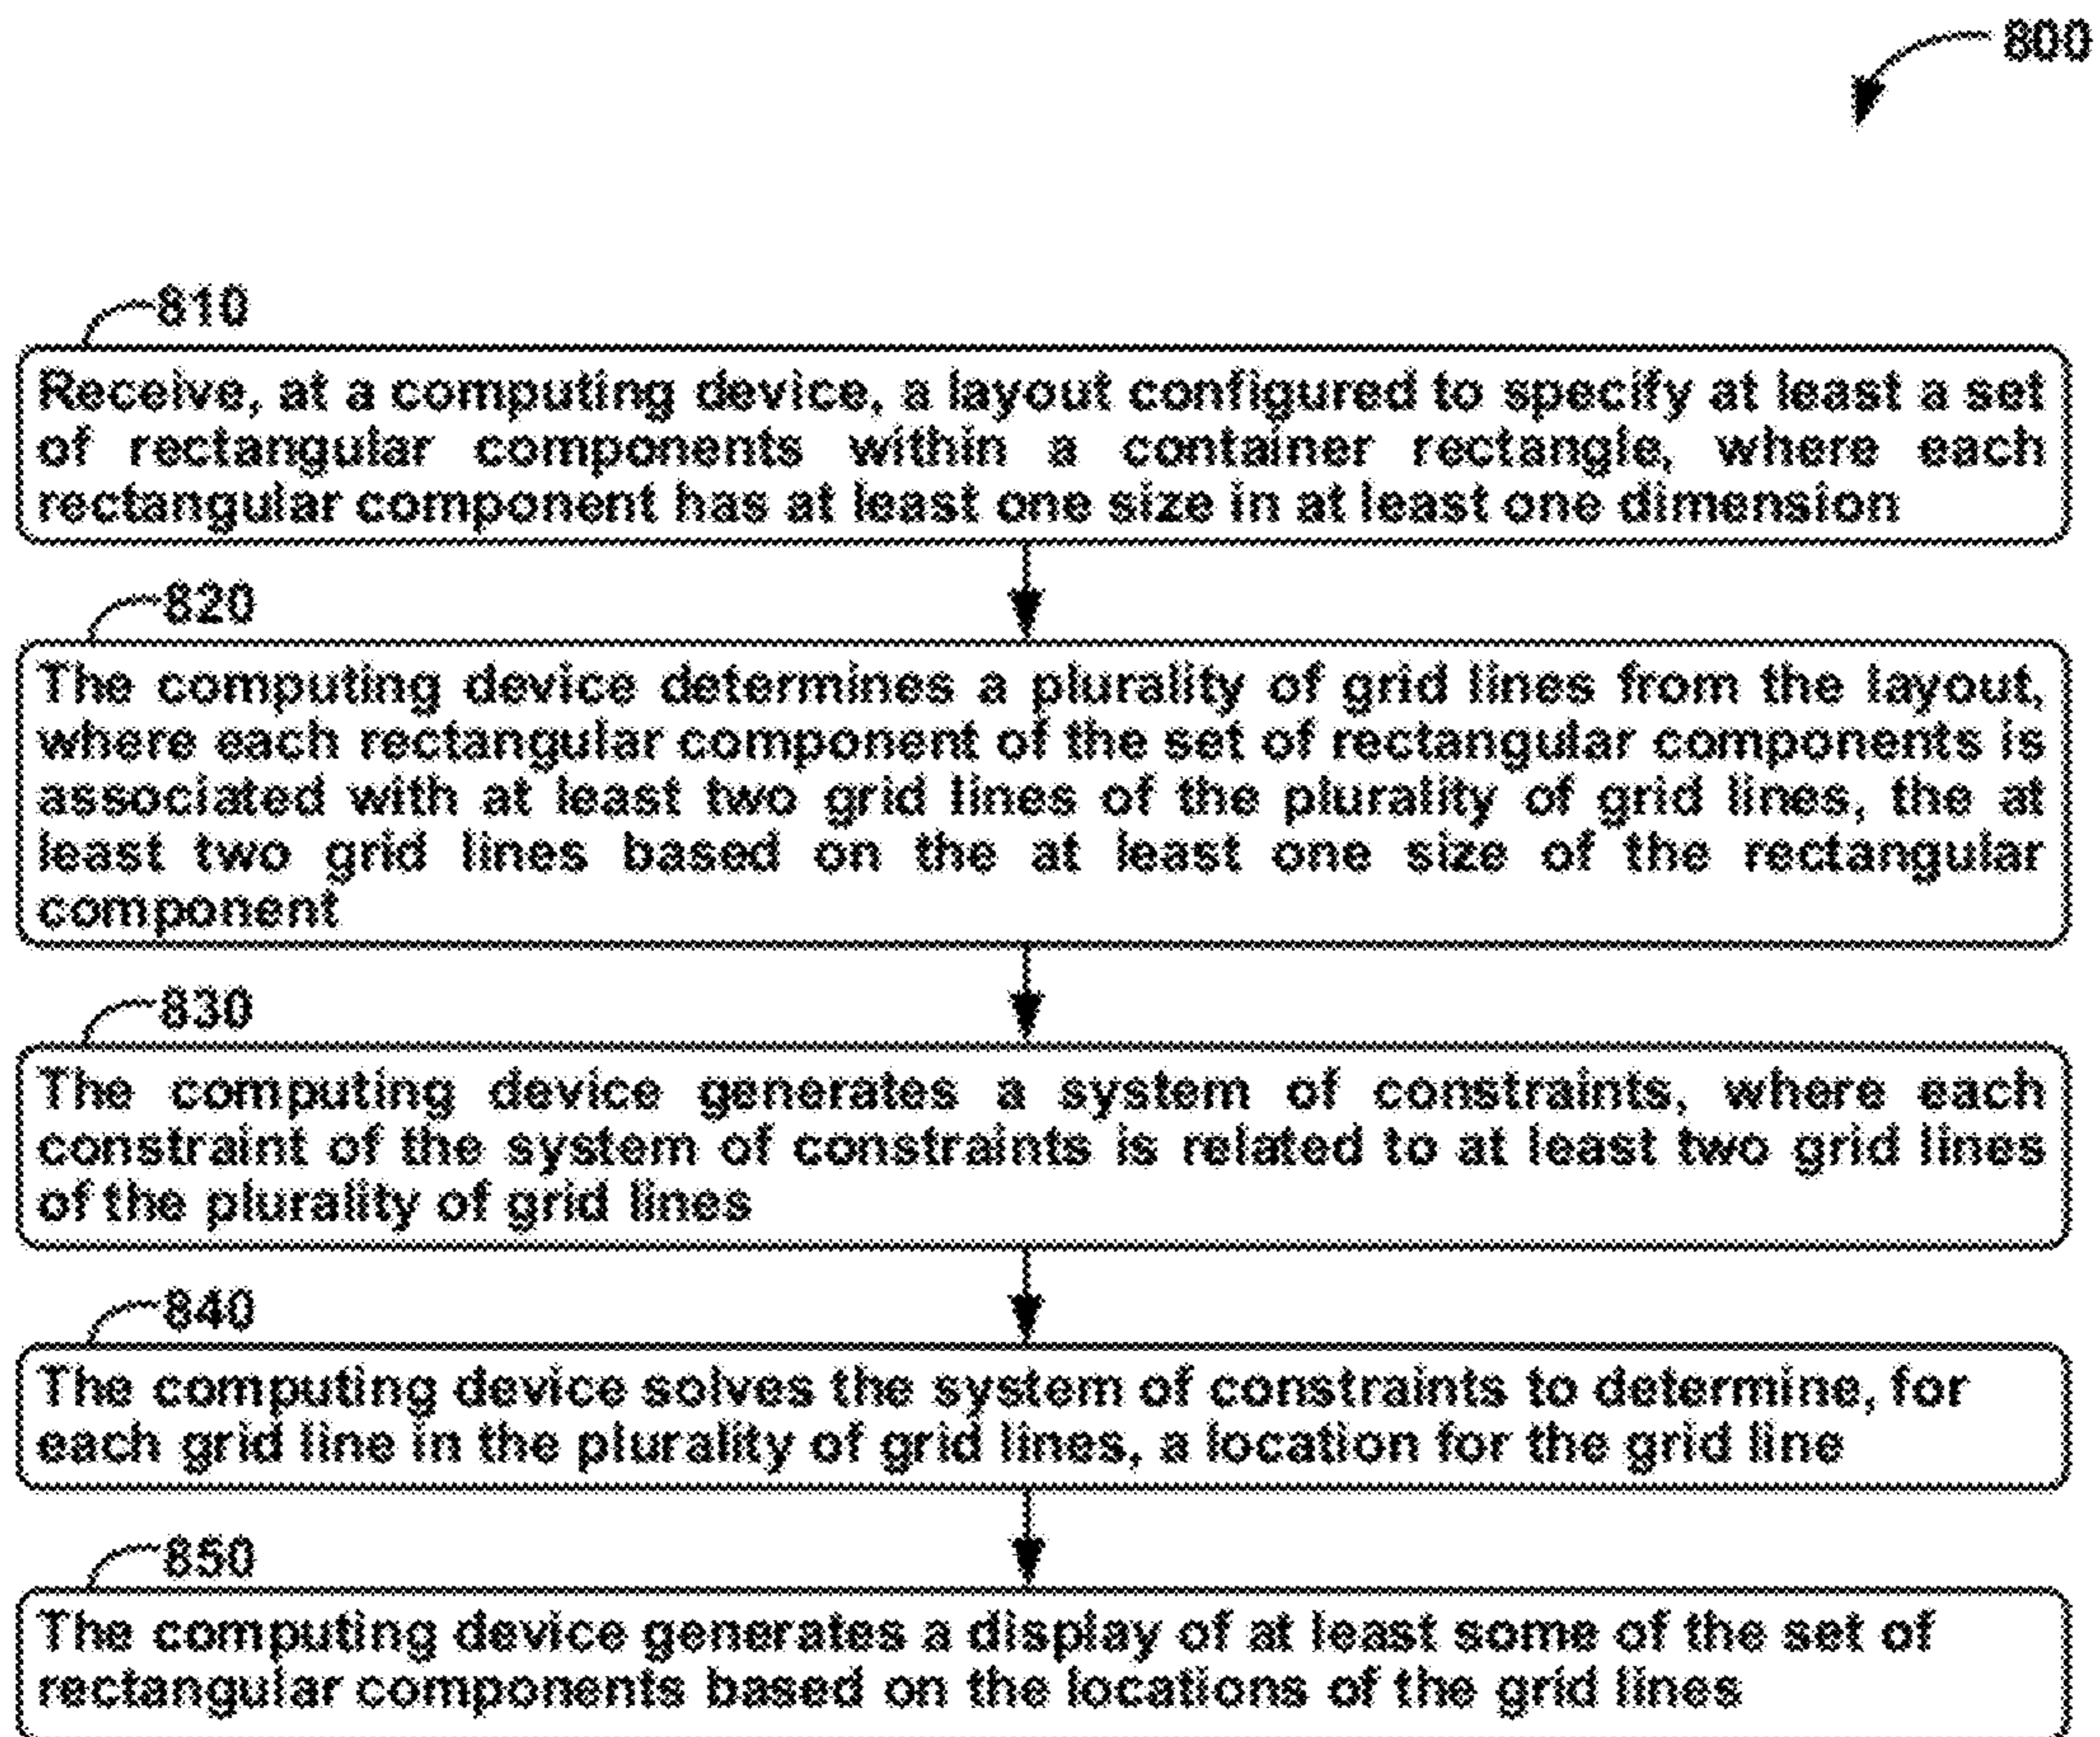 800
810
Receive, at a computing device, a layout configured to specify at least a set
of rectangular components within a container rectangle, where each
rectangular component has at least one size in at least one dimension
820
The computing device determines a plurality of grid lines from the layout,
where each rectangular component of the set of rectangular components is
associated with at least two grid lines of the plurality of grid lines, the at
least two grid lines based on the at least one size of the rectangular
component
830
The computing device generates a system of constraints, where each
constraint of the system of constraints is related to at least two grid lines
of the plurality of grid lines
840
The computing device solves the system of constraints to determine, for
each grid line in the plurality of grid lines, a location for the grid line
850
The computing device generates a display of at least some of the set of
rectangular components based on the locations of the grid lines